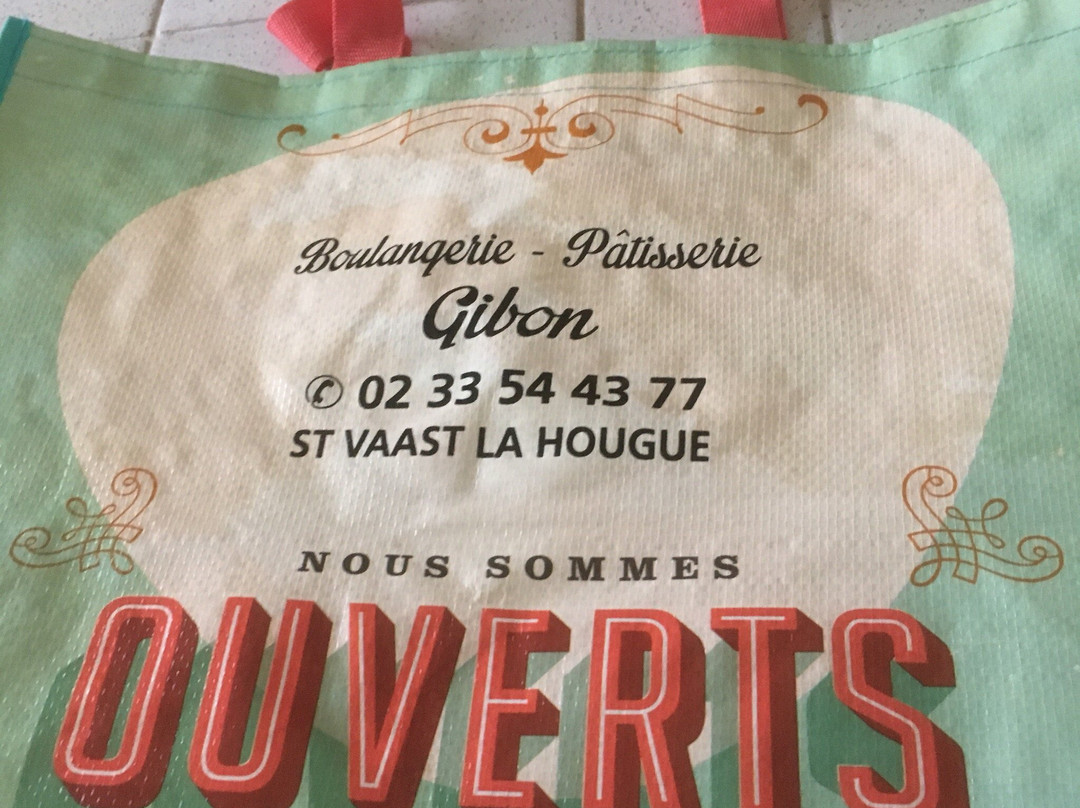 Boulangerie - Pâtisserie
Gibon
✆ 02 33 54 43 77
ST VAAST LA HOUGUE
NOUS SOMMES
OUVERTS